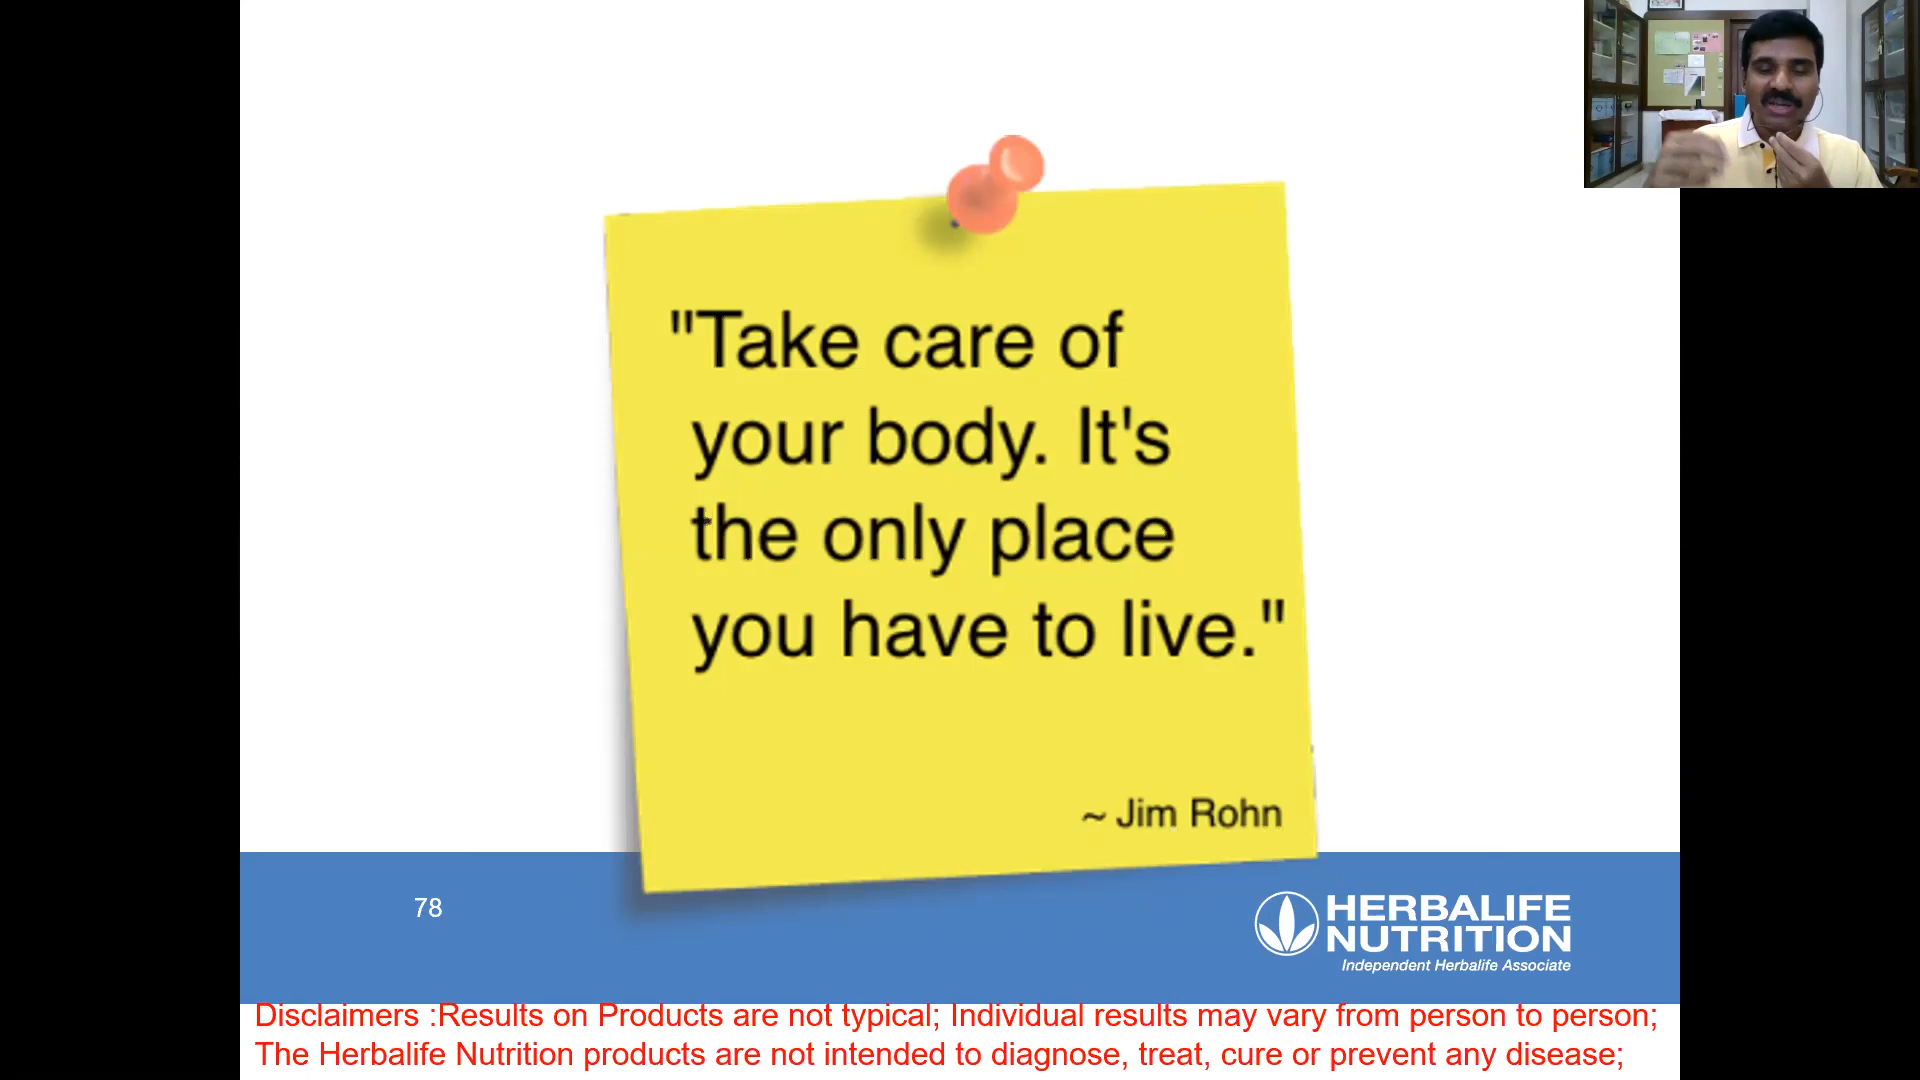 "Take care of
your body. It's
the only place
you have to live."
~ Jim Rohn
78
HERBALIFE
NUTRITION
Independent Herbalife Associate
Disclaimers :Results on Products are not typical; Individual results may vary from person to person;
The Herbalife Nutrition products are not intended to diagnose, treat, cure or prevent any disease;